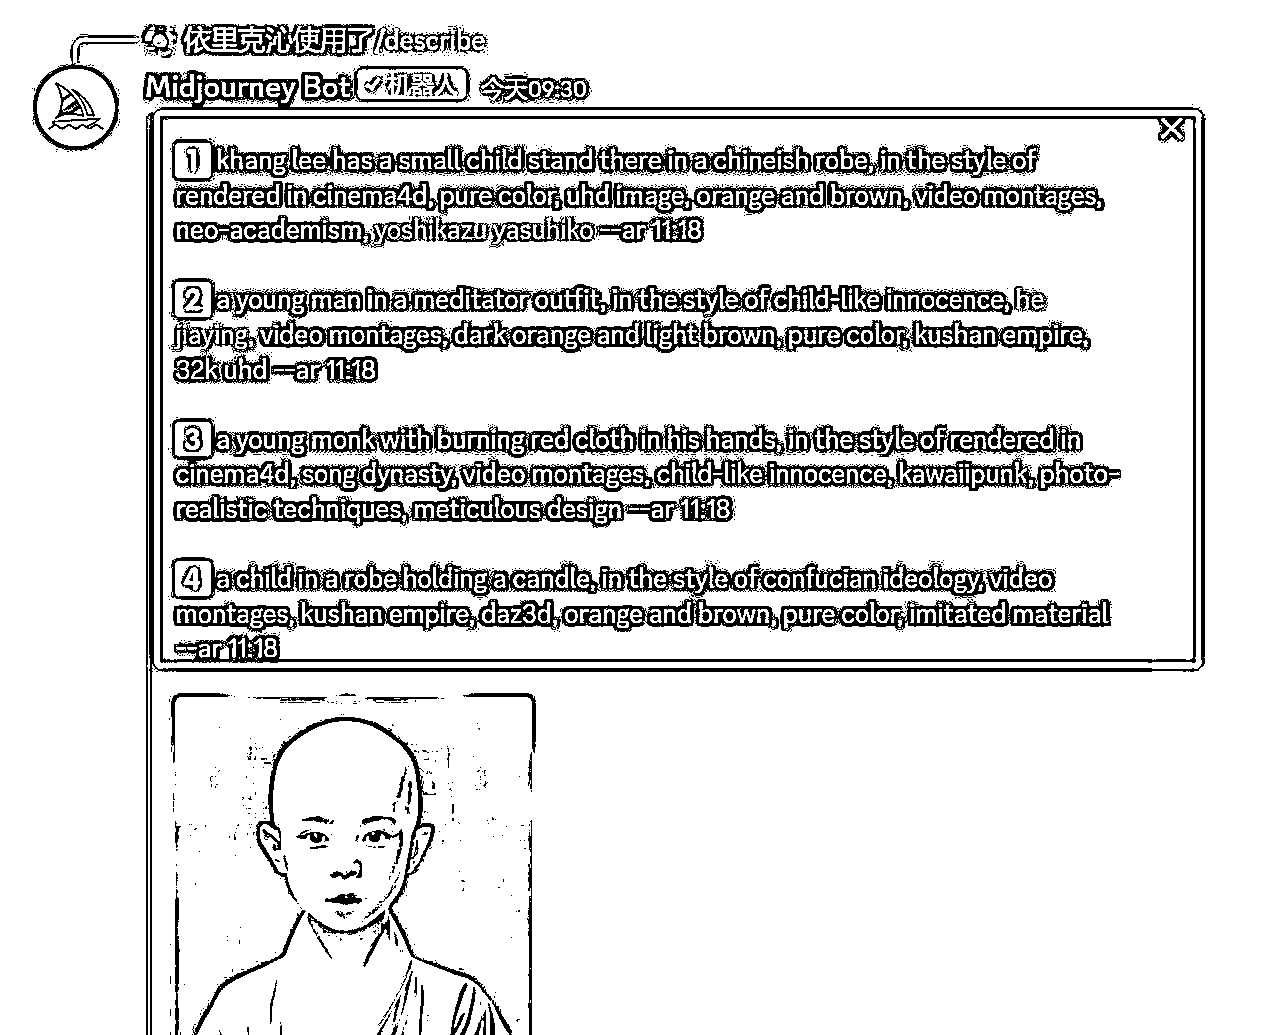 依里克沁使用了/describe
Midjourney Bot ✓机器人 今天09:30
1 khang lee has a small child stand there in a chineish robe, in the style of
rendered in cinema4d, pure color, uhd image, orange and brown, video montages,
neo-academism, yoshikazu yasuhiko --ar 11:18
2 a young man in a meditator outfit, in the style of child-like innocence, he
jiaying, video montages, dark orange and light brown, pure color, kushan empire,
32k uhd --ar 11:18
3 a young monk with burning red cloth in his hands, in the style of rendered in
cinema4d, song dynasty, video montages, child-like innocence, kawaiipunk, photo-
realistic techniques, meticulous design --ar 11:18
4 a child in a robe holding a candle, in the style of confucian ideology, video
montages, kushan empire, daz3d, orange and brown, pure color, imitated material
--ar 11:18